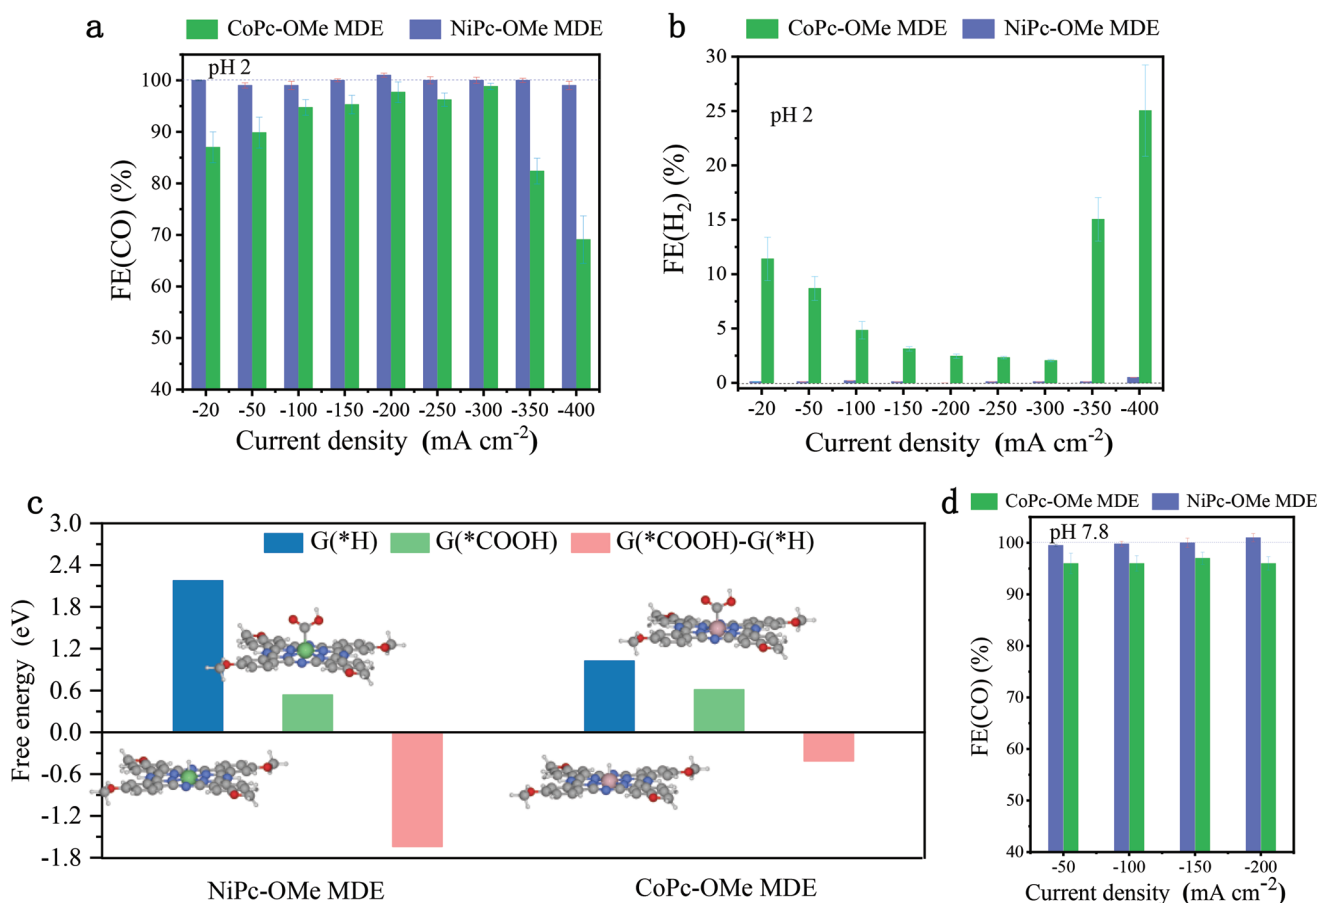 a
CoPc-OMe MDE
NiPc-OMe MDE
pH 2
FE(CO) (%)
100
90
80
70
60
50
40
-20 -50 -100 -150 -200 -250 -300 -350 -400
Current density (mA cm⁻²)
b
CoPc-OMe MDE
NiPc-OMe MDE
pH 2
FE(H₂) (%)
30
25
20
15
10
5
0
-20 -50 -100 -150 -200 -250 -300 -350 -400
Current density (mA cm⁻²)
c
G(*H) G(*COOH) G(*COOH)-G(*H)
Free energy (eV)
3.0
2.4
1.8
1.2
0.6
0.0
-0.6
-1.2
-1.8
NiPc-OMe MDE
CoPc-OMe MDE
d
CoPc-OMe MDE
NiPc-OMe MDE
pH 7.8
FE(CO) (%)
100
90
80
70
60
50
40
-50 -100 -150 -200
Current density (mA cm⁻²)